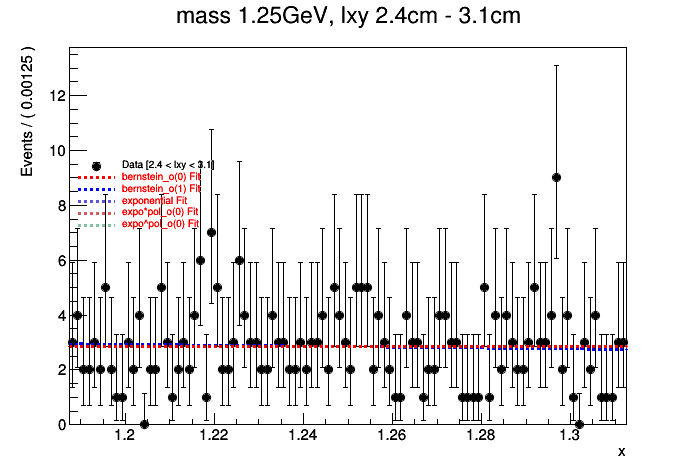 mass 1.25GeV, lxy 2.4cm - 3.1cm
Events / ( 0.00125 )
12
10
8
6
4
2
0
Data [2.4 < lxy < 3.1]
bernstein_o(0) Fit
bernstein_o(1) Fit
exponential Fit
expo*pol_o(0) Fit
expo^pol_o(0) Fit
1.2 1.22 1.24 1.26 1.28 1.3
x